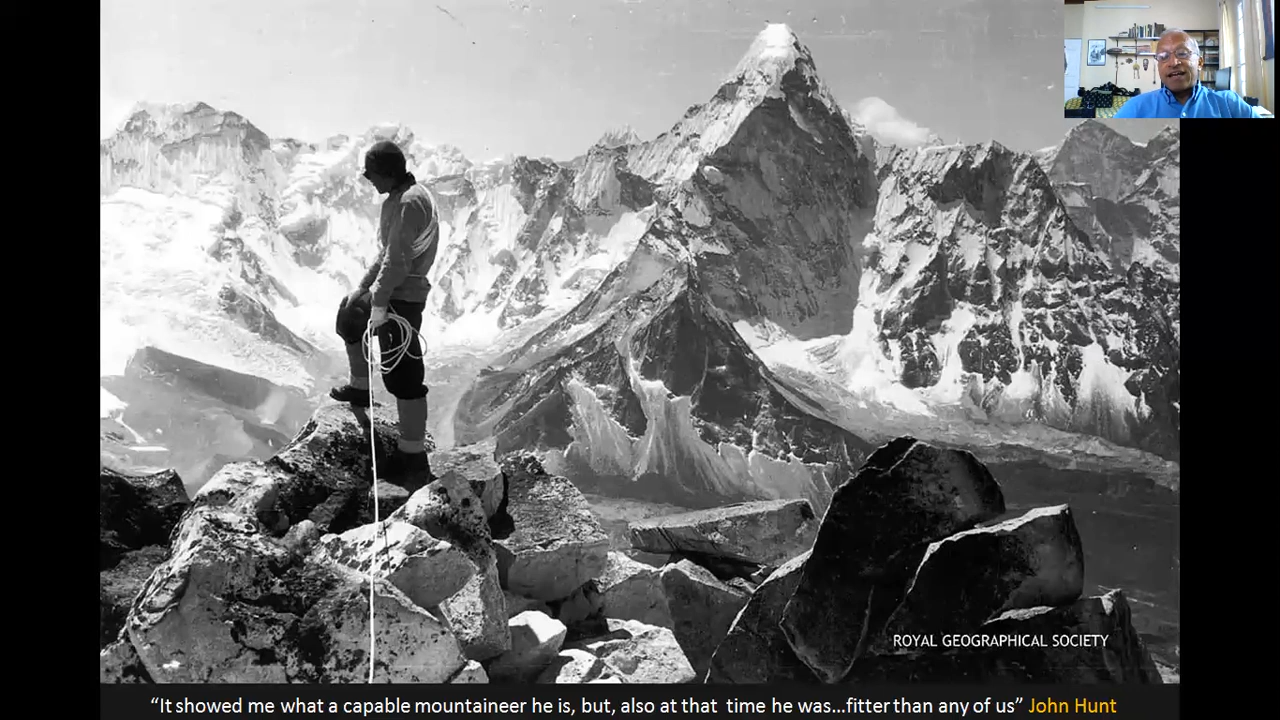 ROYAL GEOGRAPHICAL SOCIETY
“It showed me what a capable mountaineer he is, but, also at that time he was...fitter than any of us” John Hunt